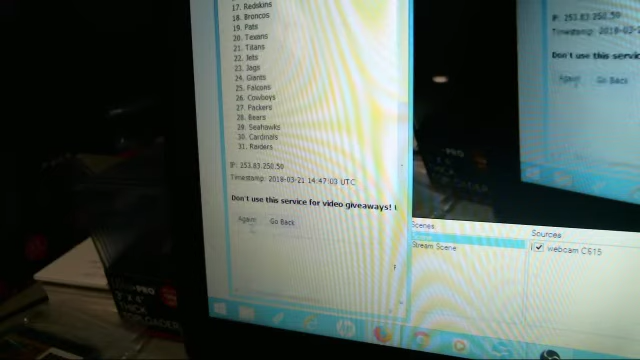 17. Redskins
18. Broncos
19. Pats
20. Texans
21. Titans
22. Jets
23. Jags
24. Giants
25. Falcons
26. Cowboys
27. Packers
28. Bears
29. Seahawks
30. Cardinals
31. Raiders
IP: 253.83.250.50
Timestamp: 2018-03-21 14:47:03 UTC
Don't use this service for video giveaways!
Again! Go Back
Scenes
Scene
Stream Scene
Sources
webcam C615
IP: 253.83.250.50
Timestamp: 2018-03-2
Don't use this servic
Again! Go Back